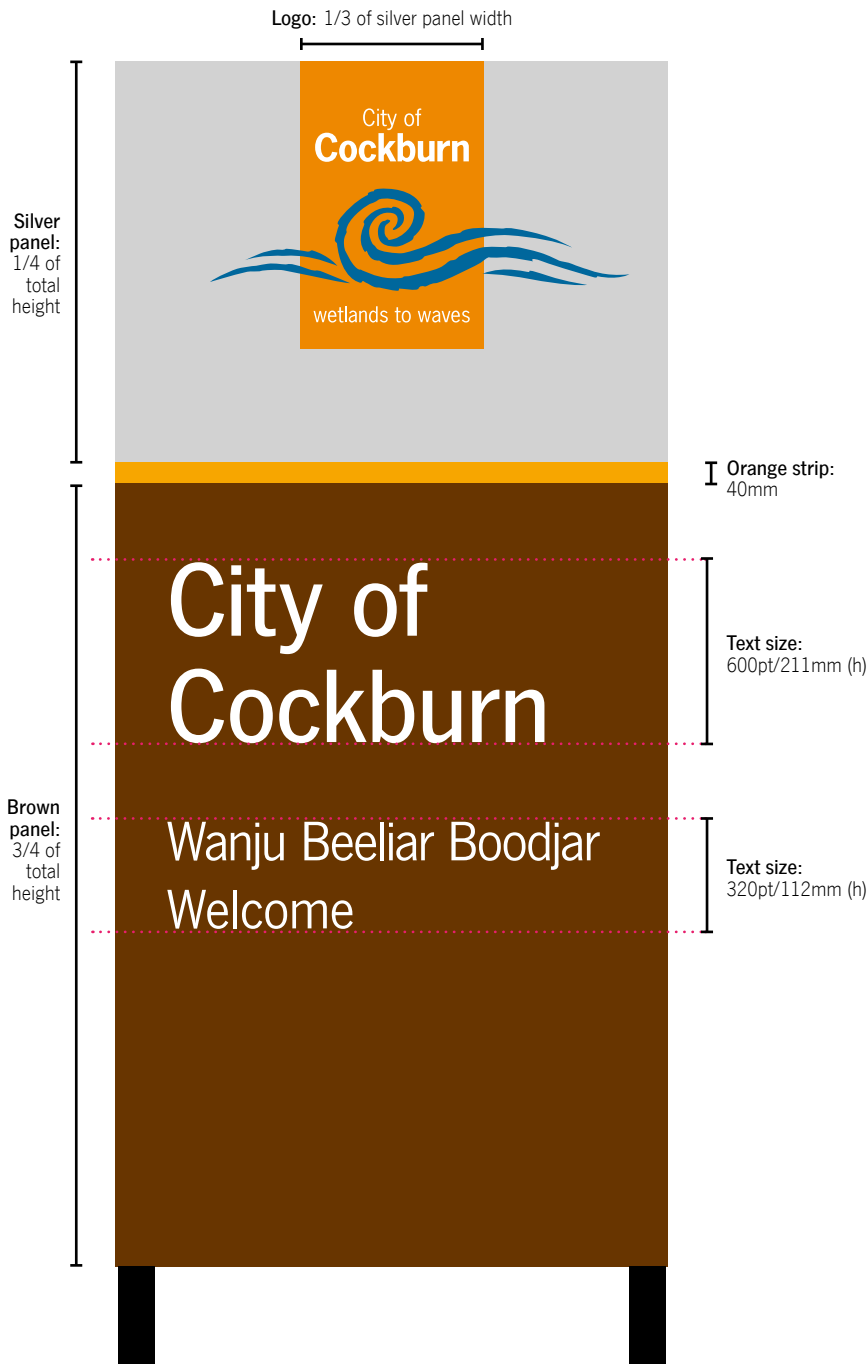 Logo: 1/3 of silver panel width
City of
Cockburn
wetlands to waves
Silver
panel:
1/4 of
total
height
Orange strip:
40mm
City of
Cockburn
Text size:
600pt/211mm (h)
Wanju Beeliar Boodjar
Welcome
Text size:
320pt/112mm (h)
Brown
panel:
3/4 of
total
height